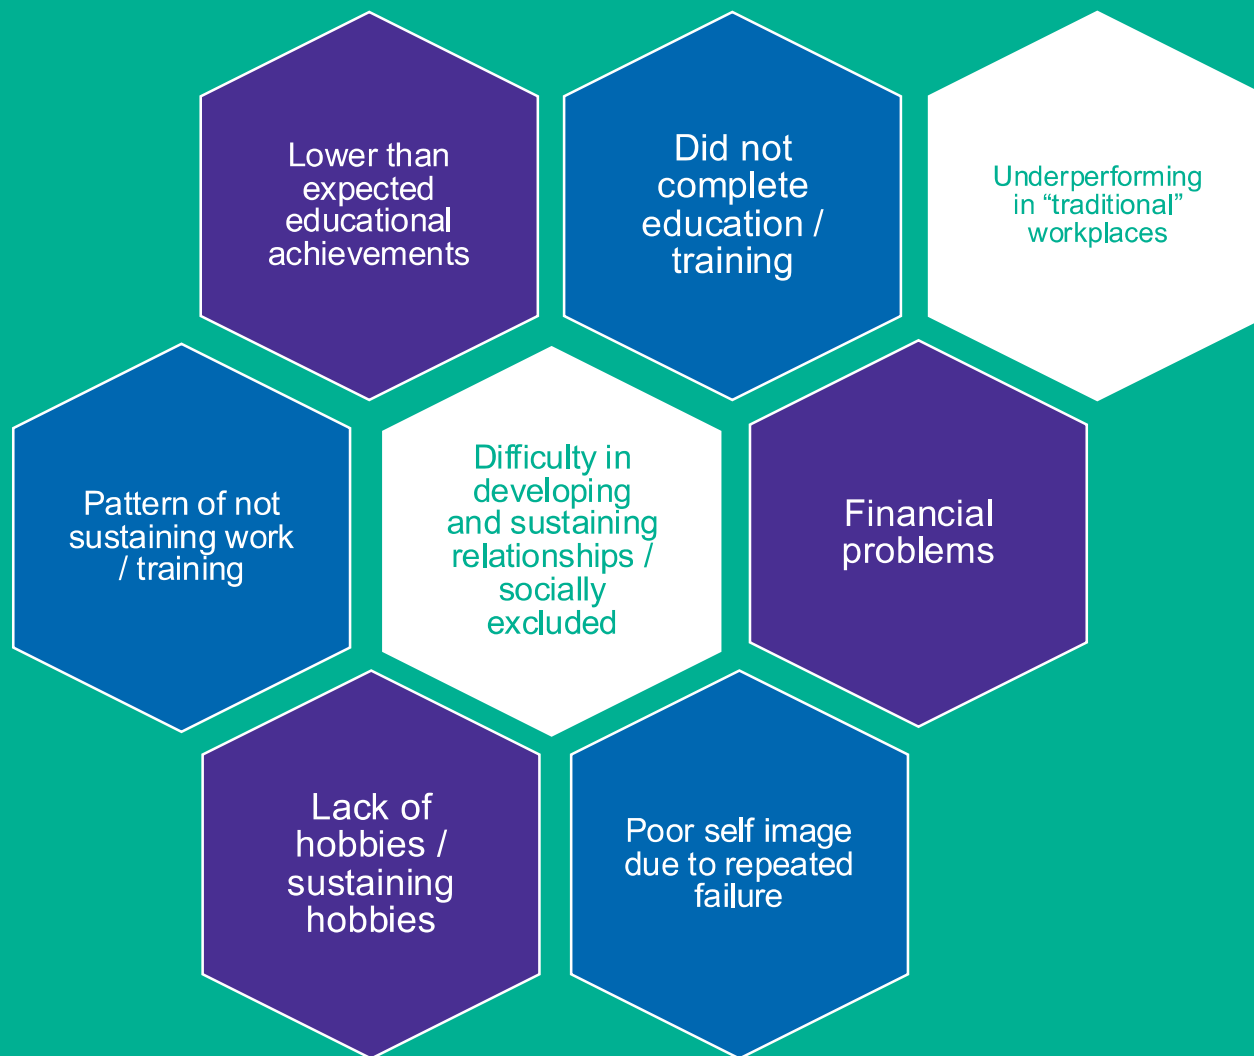 Lower than
expected
educational
achievements
Did not
complete
education /
training
Underperforming
in “traditional”
workplaces
Pattern of not
sustaining work
/ training
Difficulty in
developing
and sustaining
relationships /
socially
excluded
Financial
problems
Lack of
hobbies /
sustaining
hobbies
Poor self image
due to repeated
failure